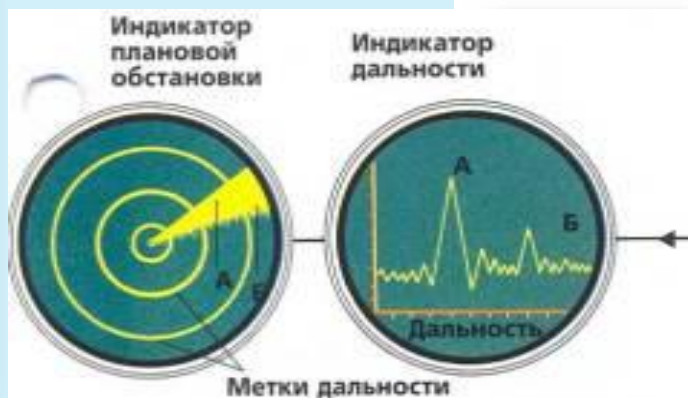 Индикатор
плановой
обстановки
Индикатор
дальности
А
Б
А
Б
Дальность
Метки дальности